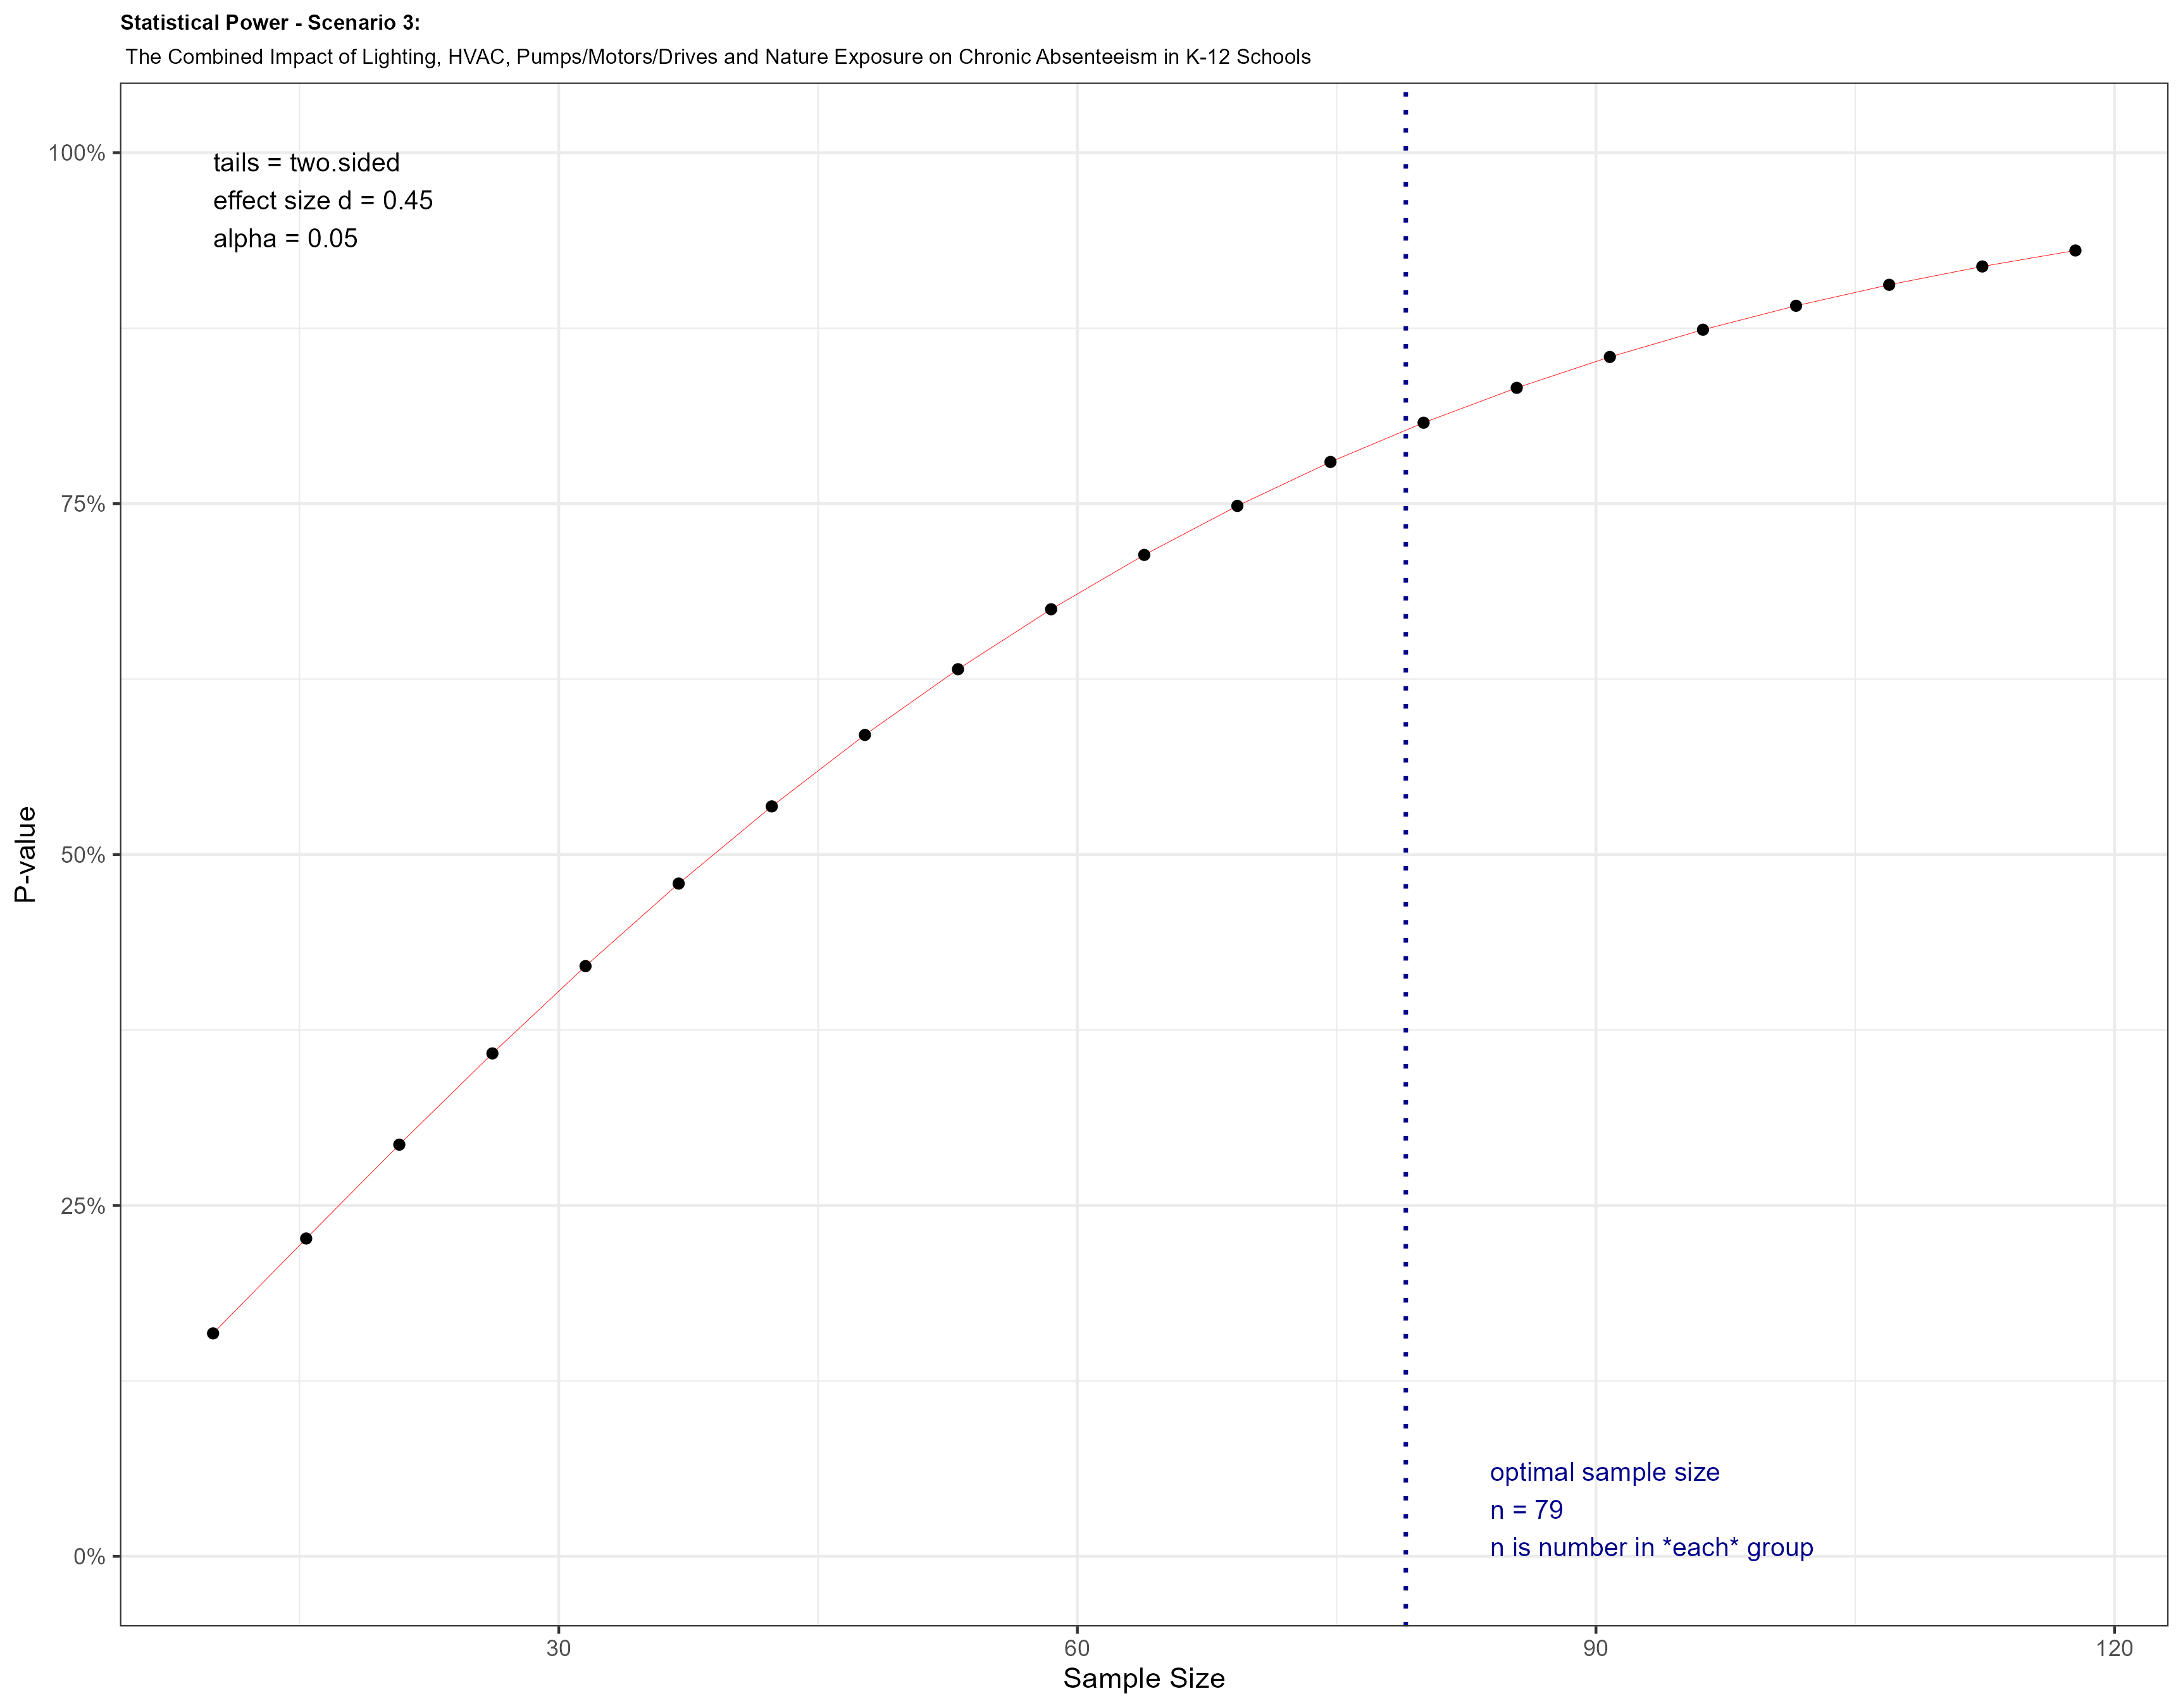 Statistical Power - Scenario 3:
The Combined Impact of Lighting, HVAC, Pumps/Motors/Drives and Nature Exposure on Chronic Absenteeism in K-12 Schools
100%
75%
50%
25%
0%
P-value
tails = two.sided
effect size d = 0.45
alpha = 0.05
optimal sample size
n = 79
n is number in *each* group
30
60
90
120
Sample Size